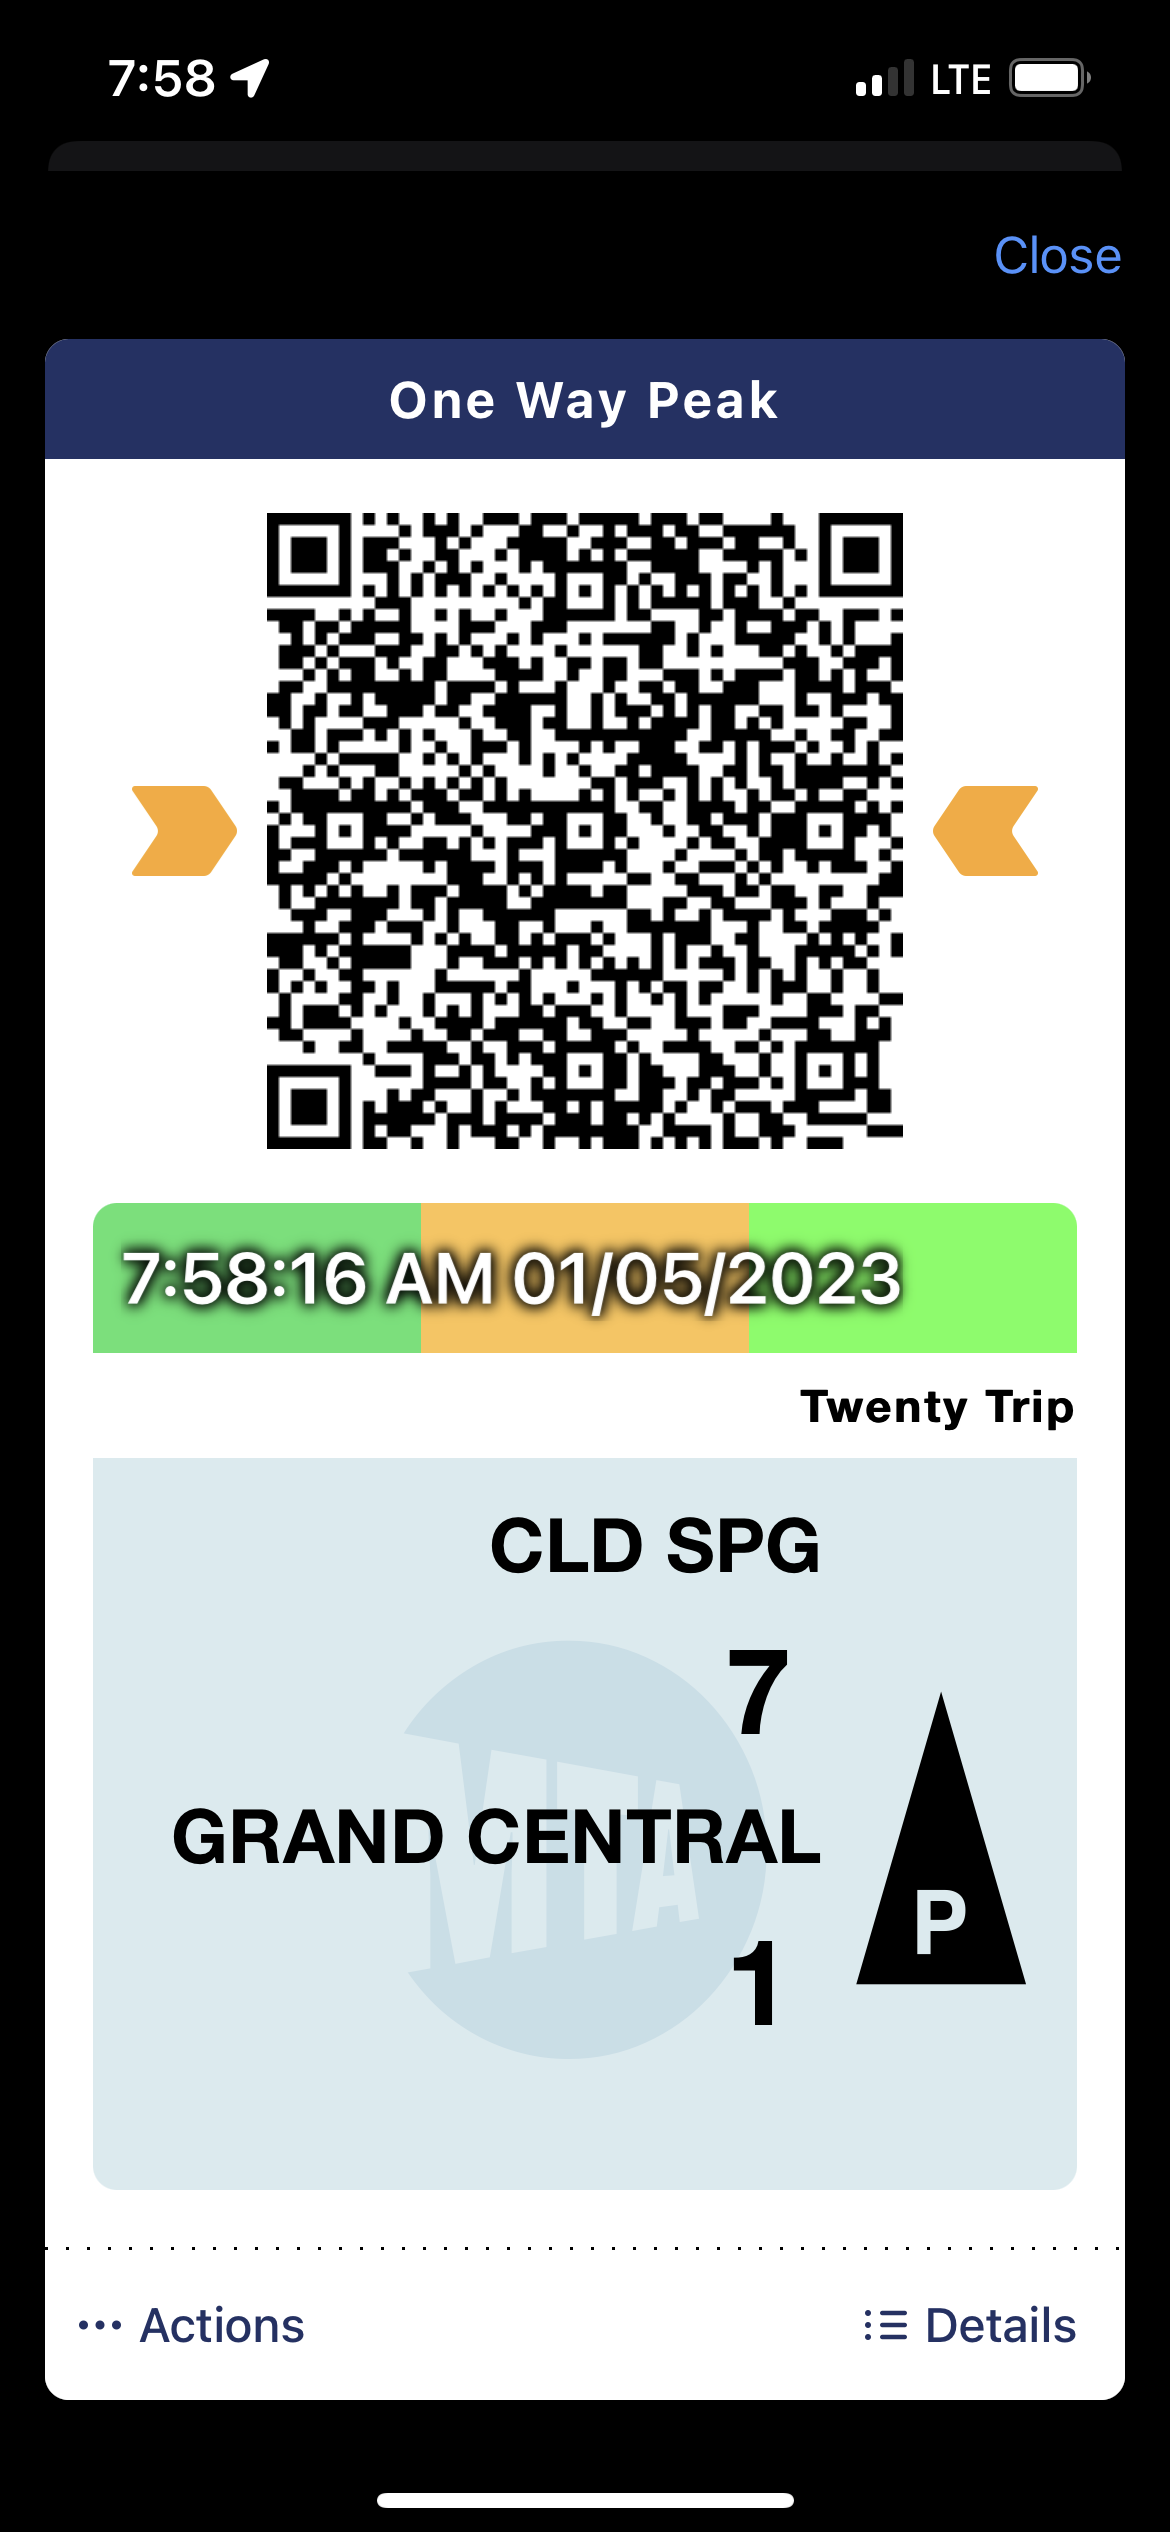 7:58 LTE
Close
One Way Peak
7:58:16 AM 01/05/2023
Twenty Trip
CLD SPG
7
MTA
GRAND CENTRAL
P
1
Actions
Details